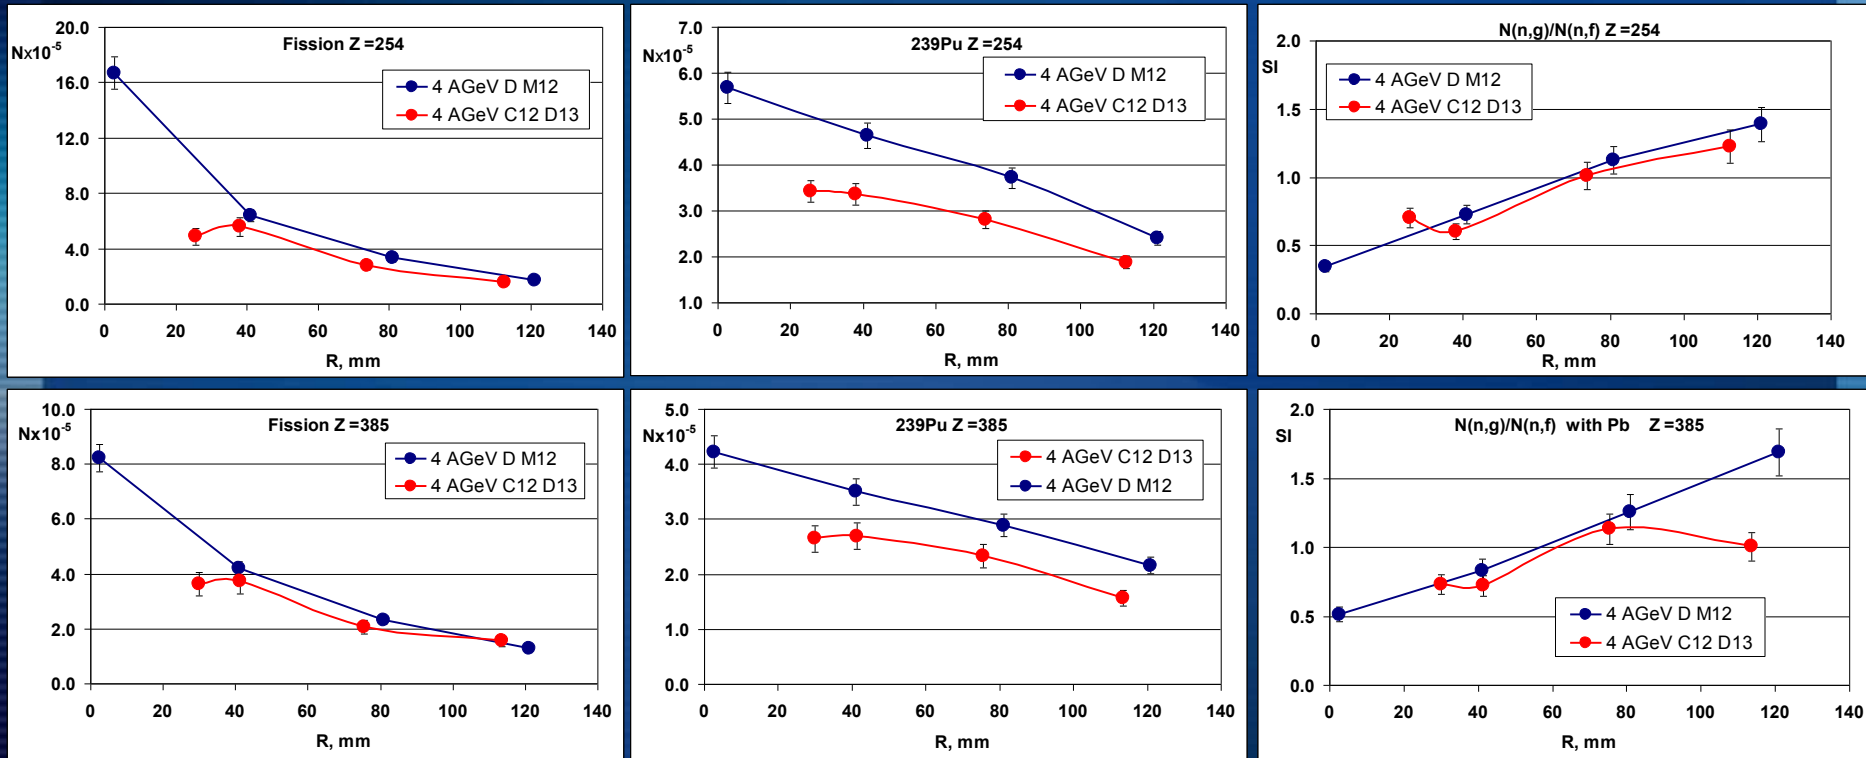 Fission Z =254
Nx10-5
20.0
16.0
12.0
8.0
4.0
0.0
4 AGeV D M12
4 AGeV C12 D13
0 20 40 60 80 100 120 140
R, mm
239Pu Z =254
Nx10-5
7.0
6.0
5.0
4.0
3.0
2.0
1.0
4 AGeV D M12
4 AGeV C12 D13
0 20 40 60 80 100 120 140
R, mm
N(n,g)/N(n,f) Z =254
SI
2.0
1.5
1.0
0.5
0.0
4 AGeV D M12
4 AGeV C12 D13
0 20 40 60 80 100 120 140
R, mm
Fission Z =385
Nx10-5
10.0
8.0
6.0
4.0
2.0
0.0
4 AGeV D M12
4 AGeV C12 D13
0 20 40 60 80 100 120 140
R, mm
239Pu Z =385
Nx10-5
5.0
4.0
3.0
2.0
1.0
0.0
4 AGeV C12 D13
4 AGeV D M12
0 20 40 60 80 100 120 140
R, mm
N(n,g)/N(n,f) with Pb Z =385
SI
2.0
1.5
1.0
0.5
0.0
4 AGeV D M12
4 AGeV C12 D13
0 20 40 60 80 100 120 140
R, mm